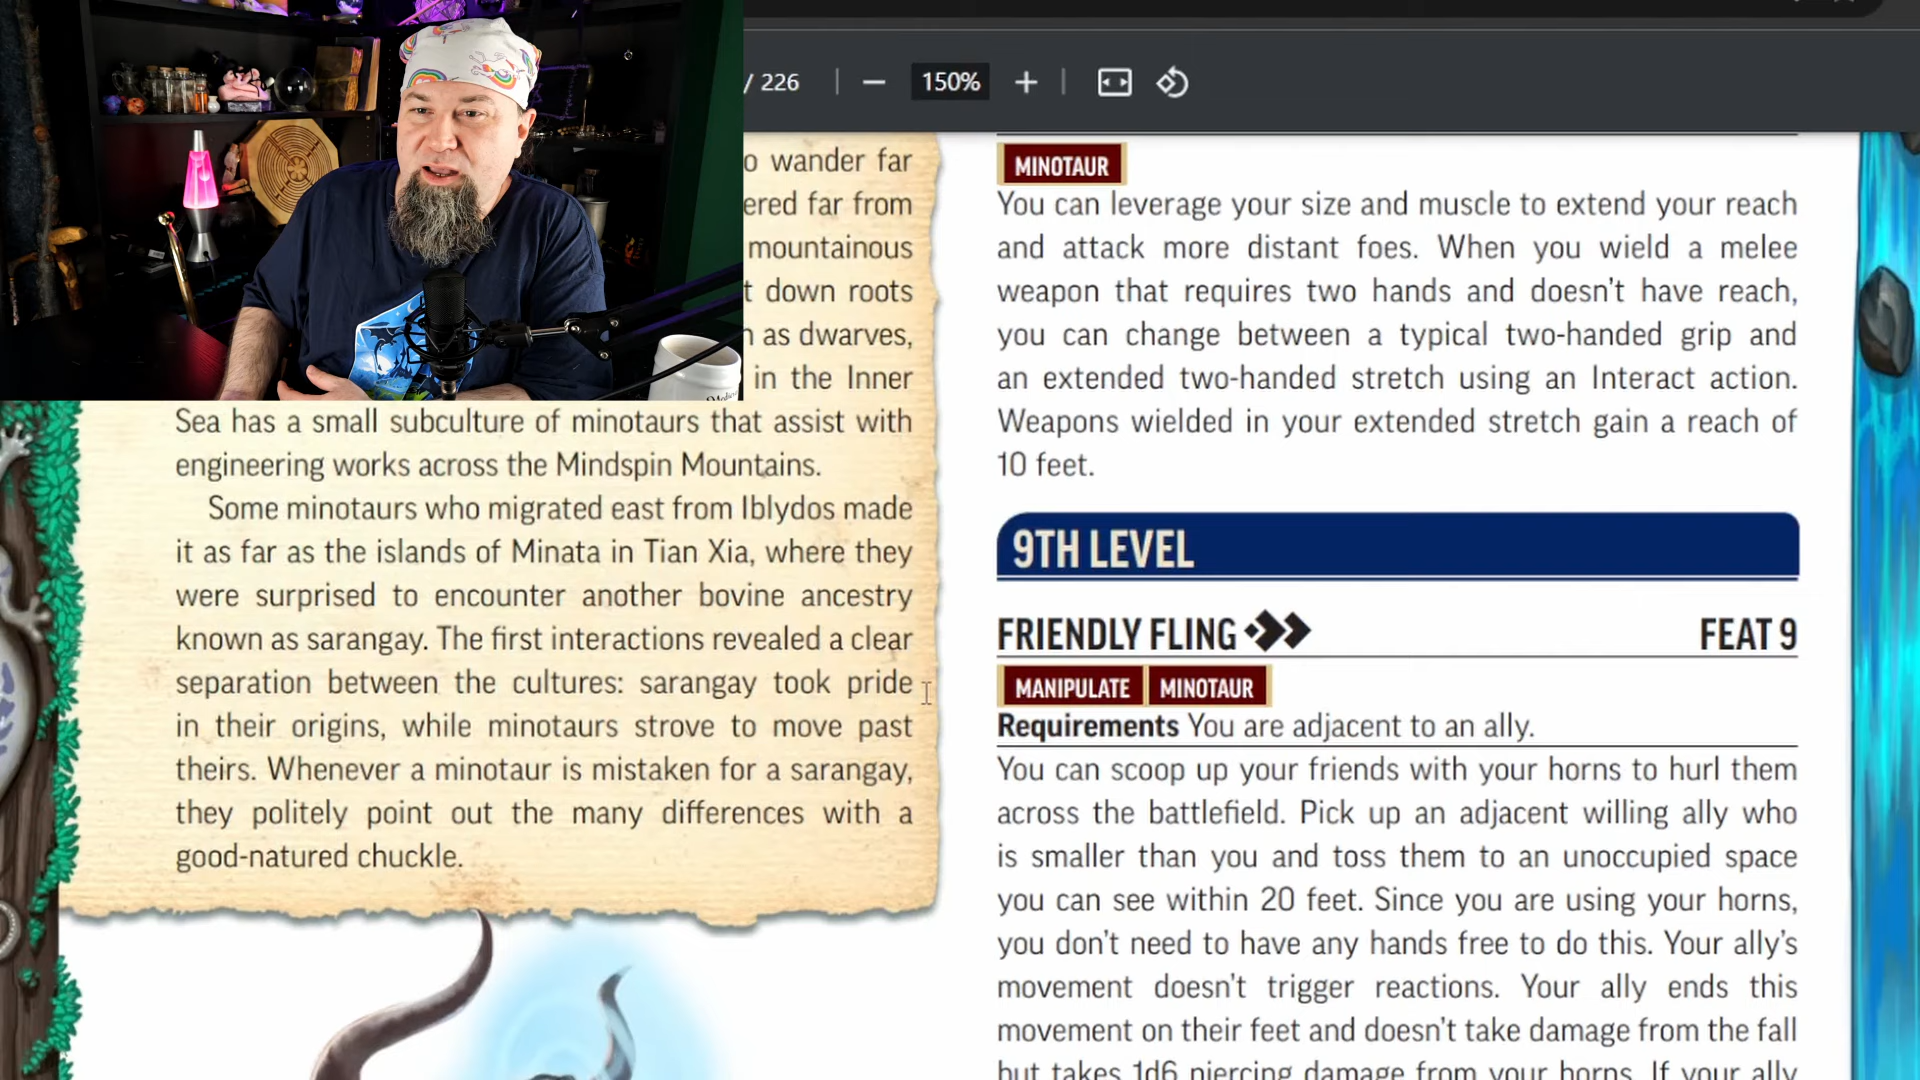 / 226
150%
o wander far
ered far from
mountainous
t down roots
as dwarves,
in the Inner
Sea has a small subculture of minotaurs that assist with
engineering works across the Mindspin Mountains.
Some minotaurs who migrated east from Iblydos made
it as far as the islands of Minata in Tian Xia, where they
were surprised to encounter another bovine ancestry
known as sarangay. The first interactions revealed a clear
separation between the cultures: sarangay took pride
in their origins, while minotaurs strove to move past
theirs. Whenever a minotaur is mistaken for a sarangay,
they politely point out the many differences with a
good-natured chuckle.
MINOTAUR
You can leverage your size and muscle to extend your reach
and attack more distant foes. When you wield a melee
weapon that requires two hands and doesn't have reach,
you can change between a typical two-handed grip and
an extended two-handed stretch using an Interact action.
Weapons wielded in your extended stretch gain a reach of
10 feet.
9TH LEVEL
FRIENDLY FLING FEAT 9
MANIPULATE MINOTAUR
Requirements You are adjacent to an ally.
You can scoop up your friends with your horns to hurl them
across the battlefield. Pick up an adjacent willing ally who
is smaller than you and toss them to an unoccupied space
you can see within 20 feet. Since you are using your horns,
you don't need to have any hands free to do this. Your ally's
movement doesn't trigger reactions. Your ally ends this
movement on their feet and doesn't take damage from the fall
but takes 1d6 piercing damage from your horns. If your ally